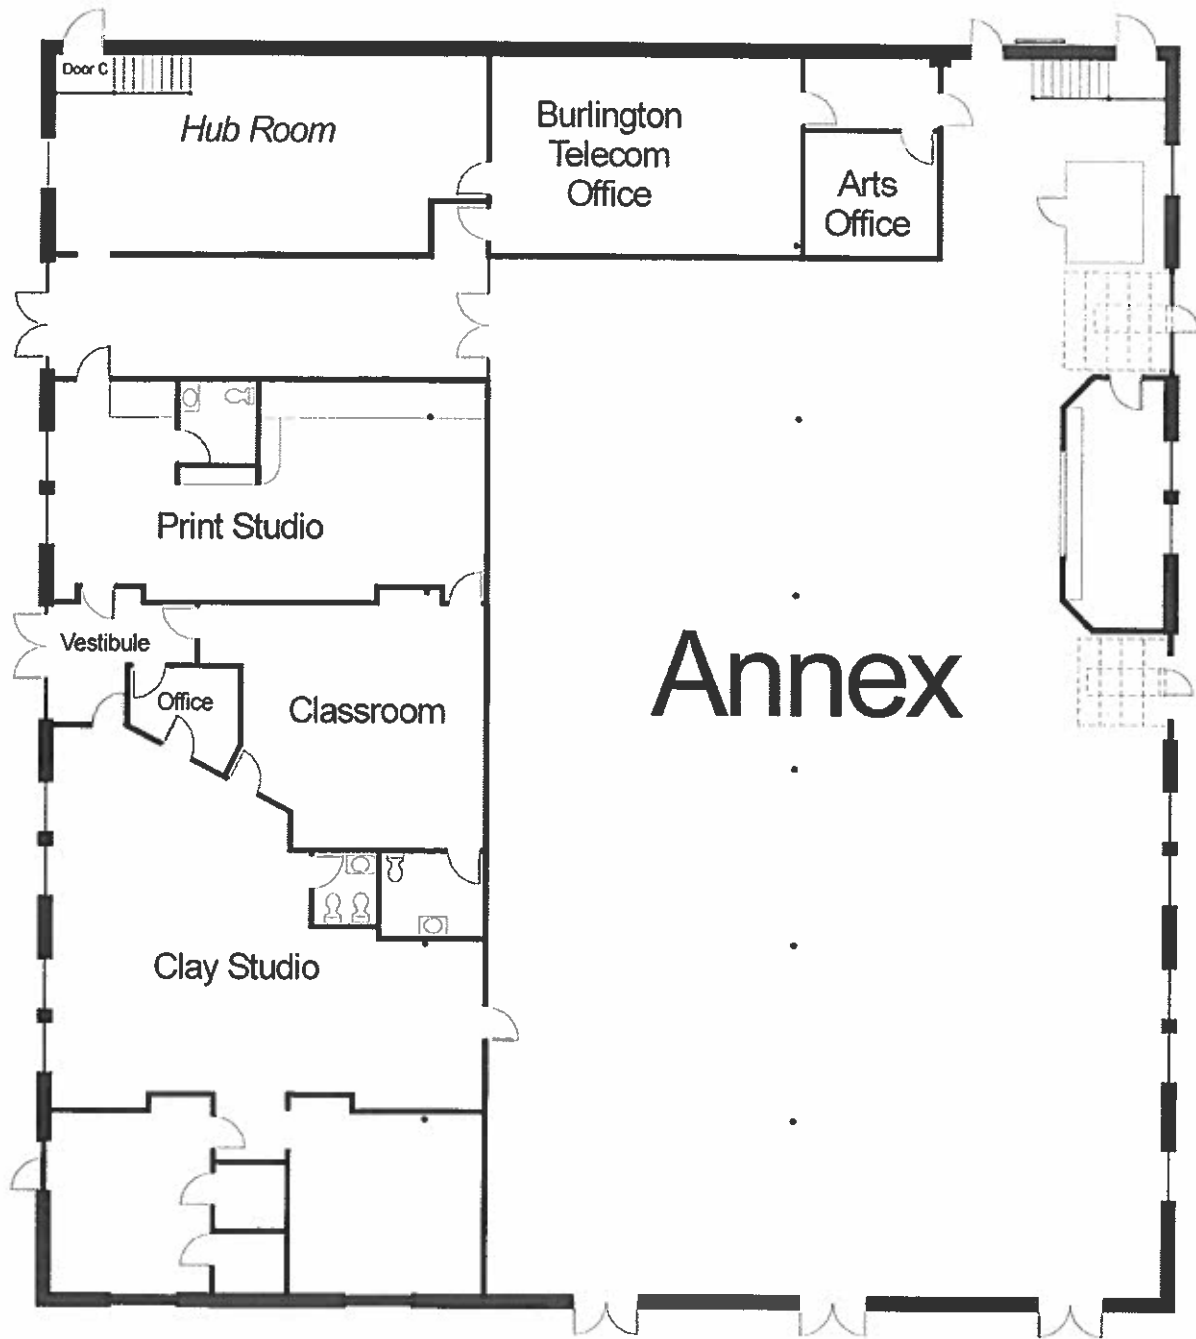 Door C
Hub Room
Burlington
Telecom
Office
Arts
Office
Print Studio
Vestibule
Office
Classroom
Annex
Clay Studio